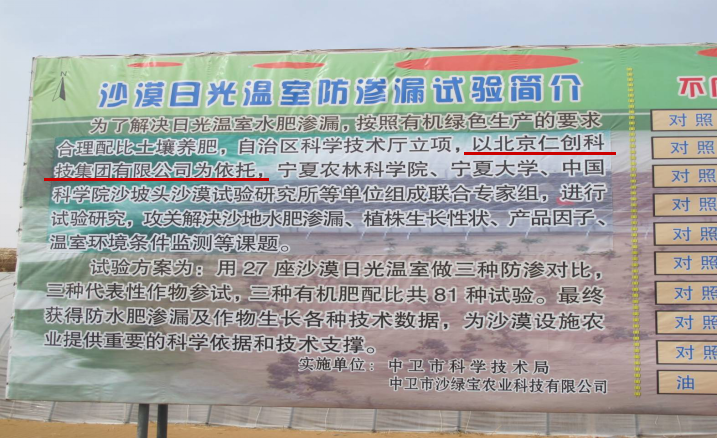 沙漠日光温室防渗漏试验简介
为了解决日光温室水肥渗漏，按照有机绿色生产的要求
合理配比土壤养肥，自治区科学技术厅立项，以北京仁创科
技集团有限公司为依托，宁夏农林科学院、宁夏大学、中国
科学院沙坡头沙漠试验研究所等单位组成联合专家组，进行
试验研究，攻关解决沙地水肥渗漏、植株生长性状、产品因子、
温室环境条件监测等课题。
试验方案为：用27座沙漠日光温室做三种防渗对比，
三种代表性作物参试，三种有机肥配比共81种试验。最终
获得防水肥渗漏及作物生长各种技术数据，为沙漠设施农
业提供重要的科学依据和技术支撑。
实施单位：中卫市科学技术局
中卫市沙绿宝农业科技有限公司
不
对照
对照
对照
对照
对照
对照
对照
对照
对照
油